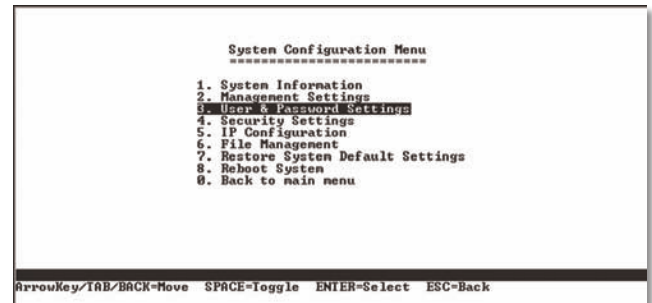 System Configuration Menu
=========================
1. System Information
2. Management Settings
3. User & Password Settings
4. Security Settings
5. IP Configuration
6. File Management
7. Restore System Default Settings
8. Reboot System
0. Back to main menu
ArrowKey/TAB/BACK=Move SPACE=Toggle ENTER=Select ESC=Back